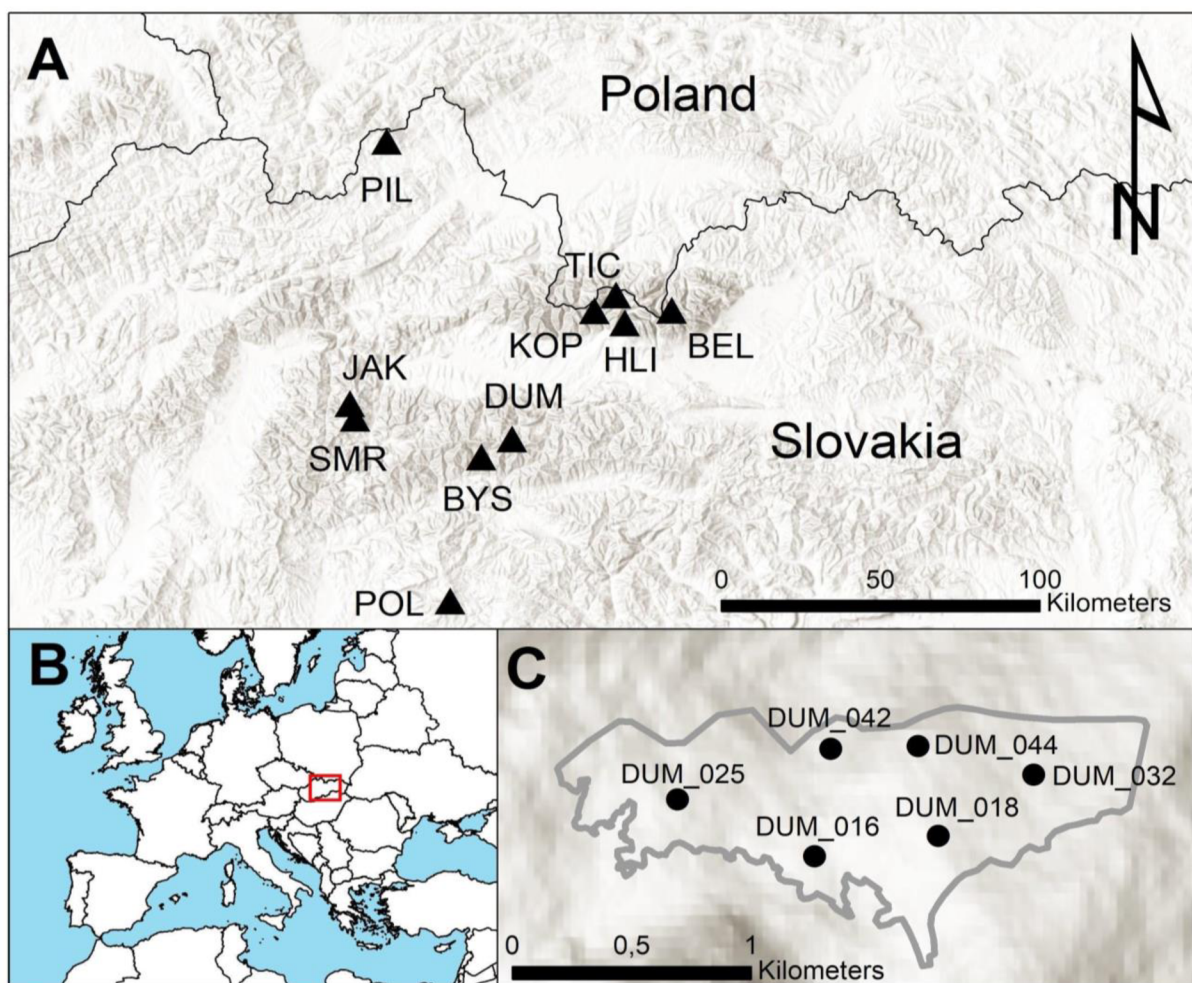 A
Poland
N
PIL
TIC
KOP
HLI
BEL
JAK
DUM
SMR
Slovakia
BYS
0 50 100
Kilometers
POL
B
C
DUM_042
DUM_044
DUM_025
DUM_032
DUM_018
DUM_016
0 0,5 1
Kilometers